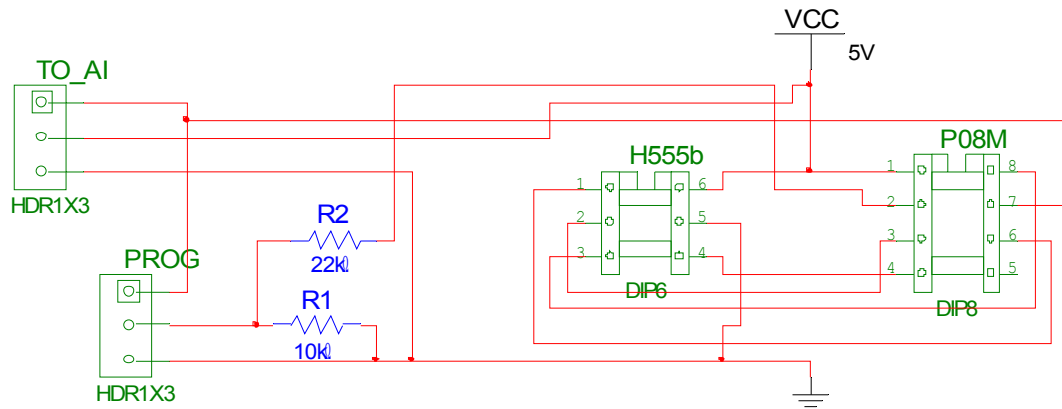 VCC
5V
TO_AI
HDR1X3
H555b
1
2
3
6
5
4
DIP6
P08M
1
2
3
4
8
7
6
5
DIP8
R2
22kΩ
PROG
R1
10kΩ
HDR1X3